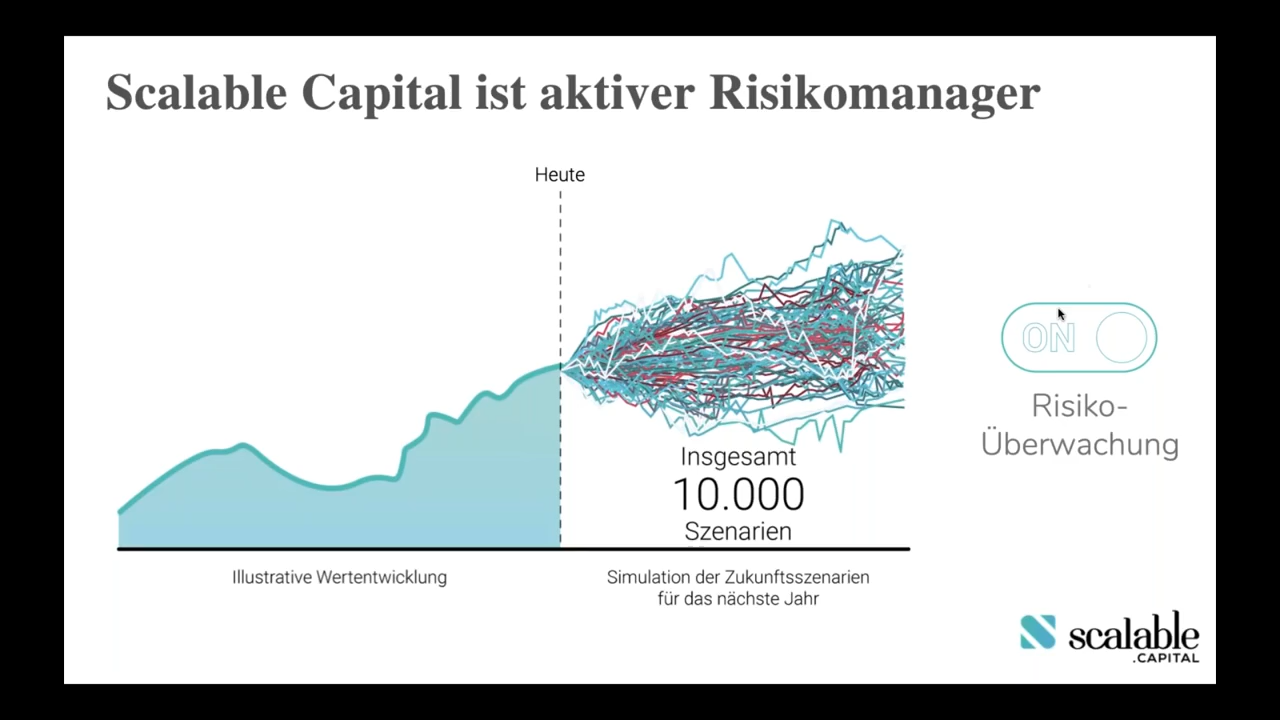 Scalable Capital ist aktiver Risikomanager
Heute
ON
Risiko-
Überwachung
Insgesamt
10.000
Szenarien
Illustrative Wertentwicklung
Simulation der Zukunftsszenarien
für das nächste Jahr
scalable
.CAPITAL